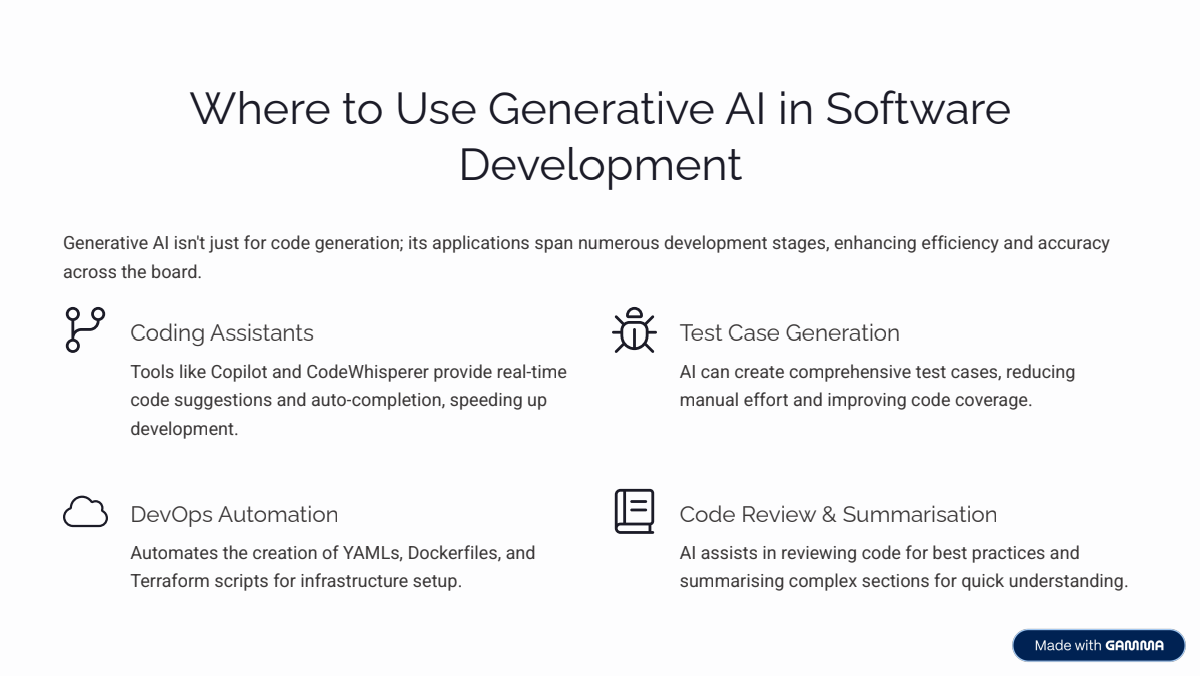 Where to Use Generative AI in Software
Development
Generative AI isn't just for code generation; its applications span numerous development stages, enhancing efficiency and accuracy
across the board.
Coding Assistants
Tools like Copilot and CodeWhisperer provide real-time
code suggestions and auto-completion, speeding up
development.
Test Case Generation
AI can create comprehensive test cases, reducing
manual effort and improving code coverage.
DevOps Automation
Automates the creation of YAMLs, Dockerfiles, and
Terraform scripts for infrastructure setup.
Code Review & Summarisation
AI assists in reviewing code for best practices and
summarising complex sections for quick understanding.
Made with GAMMA